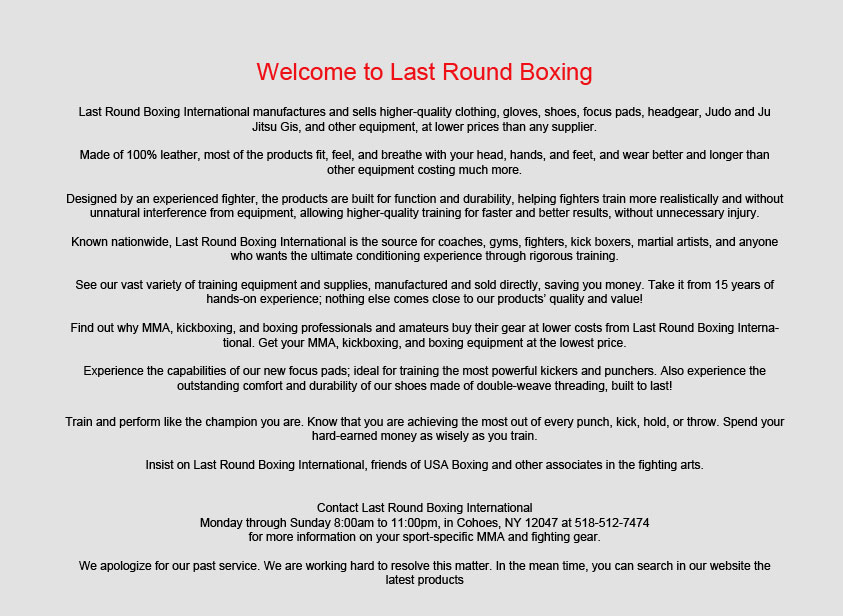 Welcome to Last Round Boxing
Last Round Boxing International manufactures and sells higher-quality clothing, gloves, shoes, focus pads, headgear, Judo and Ju
Jitsu Gis, and other equipment, at lower prices than any supplier.
Made of 100% leather, most of the products fit, feel, and breathe with your head, hands, and feet, and wear better and longer than
other equipment costing much more.
Designed by an experienced fighter, the products are built for function and durability, helping fighters train more realistically and without
unnatural interference from equipment, allowing higher-quality training for faster and better results, without unnecessary injury.
Known nationwide, Last Round Boxing International is the source for coaches, gyms, fighters, kick boxers, martial artists, and anyone
who wants the ultimate conditioning experience through rigorous training.
See our vast variety of training equipment and supplies, manufactured and sold directly, saving you money. Take it from 15 years of
hands-on experience; nothing else comes close to our products’ quality and value!
Find out why MMA, kickboxing, and boxing professionals and amateurs buy their gear at lower costs from Last Round Boxing Interna-
tional. Get your MMA, kickboxing, and boxing equipment at the lowest price.
Experience the capabilities of our new focus pads; ideal for training the most powerful kickers and punchers. Also experience the
outstanding comfort and durability of our shoes made of double-weave threading, built to last!
Train and perform like the champion you are. Know that you are achieving the most out of every punch, kick, hold, or throw. Spend your
hard-earned money as wisely as you train.
Insist on Last Round Boxing International, friends of USA Boxing and other associates in the fighting arts.
Contact Last Round Boxing International
Monday through Sunday 8:00am to 11:00pm, in Cohoes, NY 12047 at 518-512-7474
for more information on your sport-specific MMA and fighting gear.
We apologize for our past service. We are working hard to resolve this matter. In the mean time, you can search in our website the
latest products